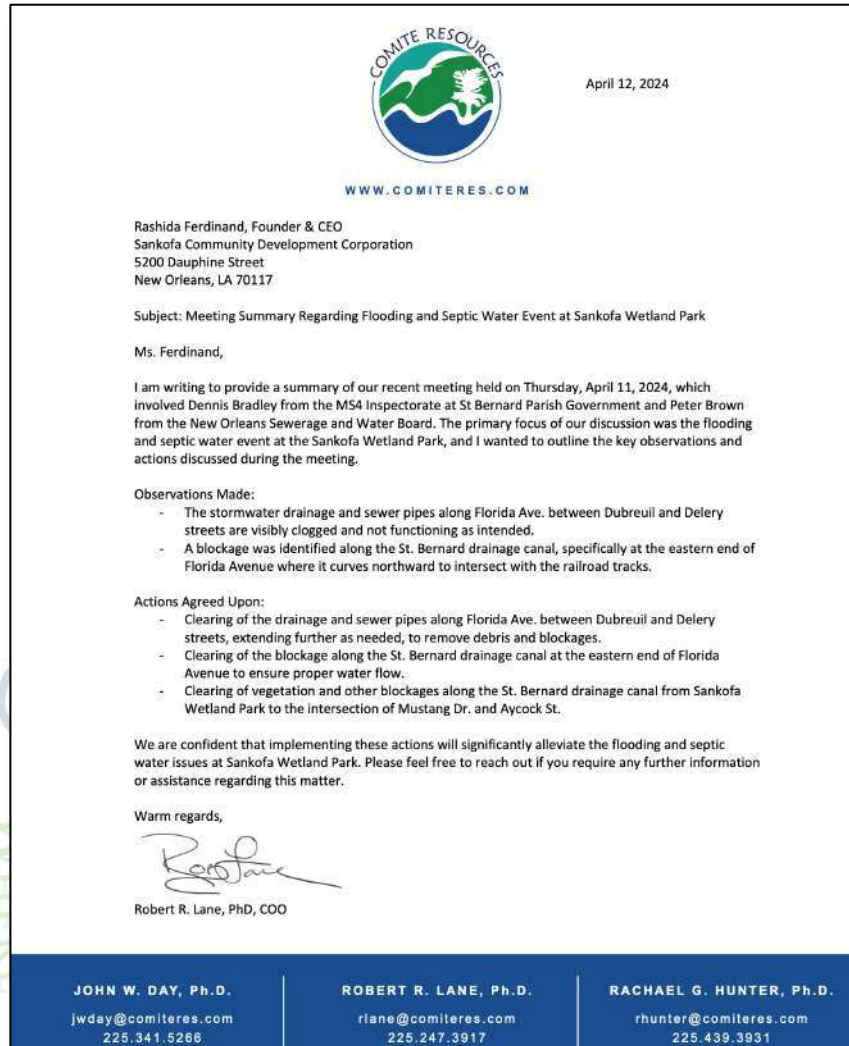 COMITE RESOURCES
April 12, 2024
WWW.COMITERES.COM
Rashida Ferdinand, Founder & CEO
Sankofa Community Development Corporation
5200 Dauphine Street
New Orleans, LA 70117
Subject: Meeting Summary Regarding Flooding and Septic Water Event at Sankofa Wetland Park
Ms. Ferdinand,
I am writing to provide a summary of our recent meeting held on Thursday, April 11, 2024, which
involved Dennis Bradley from the MS4 Inspectorate at St Bernard Parish Government and Peter Brown
from the New Orleans Sewerage and Water Board. The primary focus of our discussion was the flooding
and septic water event at the Sankofa Wetland Park, and I wanted to outline the key observations and
actions discussed during the meeting.
Observations Made:
- The stormwater drainage and sewer pipes along Florida Ave. between Dubreuil and Delery
streets are visibly clogged and not functioning as intended.
- A blockage was identified along the St. Bernard drainage canal, specifically at the eastern end of
Florida Avenue where it curves northward to intersect with the railroad tracks.
Actions Agreed Upon:
- Clearing of the drainage and sewer pipes along Florida Ave. between Dubreuil and Delery
streets, extending further as needed, to remove debris and blockages.
- Clearing of the blockage along the St. Bernard drainage canal at the eastern end of Florida
Avenue to ensure proper water flow.
- Clearing of vegetation and other blockages along the St. Bernard drainage canal from Sankofa
Wetland Park to the intersection of Mustang Dr. and Aycock St.
We are confident that implementing these actions will significantly alleviate the flooding and septic
water issues at Sankofa Wetland Park. Please feel free to reach out if you require any further information
or assistance regarding this matter.
Warm regards,
Robert R. Lane, PhD, COO
JOHN W. DAY, Ph.D.
jwday@comiteres.com
225.341.5266
ROBERT R. LANE, Ph.D.
rlane@comiteres.com
225.247.3917
RACHAEL G. HUNTER, Ph.D.
rhunter@comiteres.com
225.439.3931